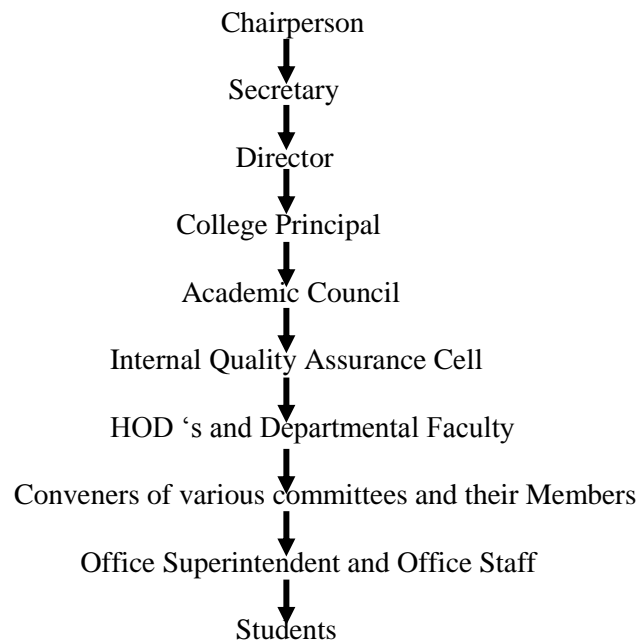 Chairperson
Secretary
Director
College Principal
Academic Council
Internal Quality Assurance Cell
HOD ‘s and Departmental Faculty
Conveners of various committees and their Members
Office Superintendent and Office Staff
Students